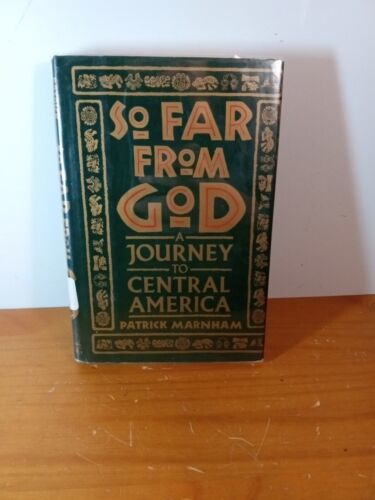 SO FAR
FROM
GOD
A
JOURNEY
TO
CENTRAL
AMERICA
PATRICK MARNHAM